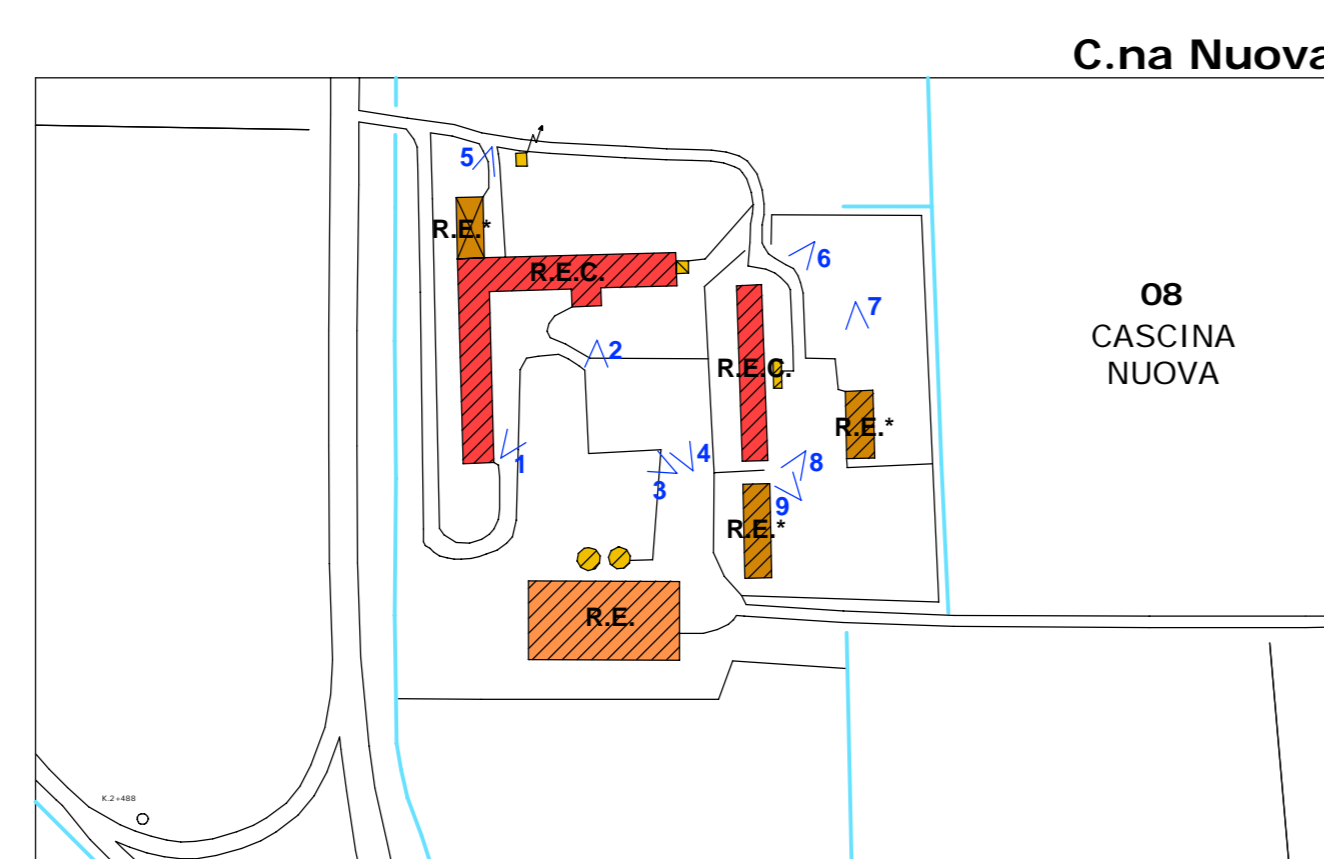 C.na Nuova
5
R.E.*
R.E.C.
6
7
08
CASCINA
NUOVA
2
R.E.C.
R.E.*
1
4
3
8
9
R.E.*
R.E.
K.2+488